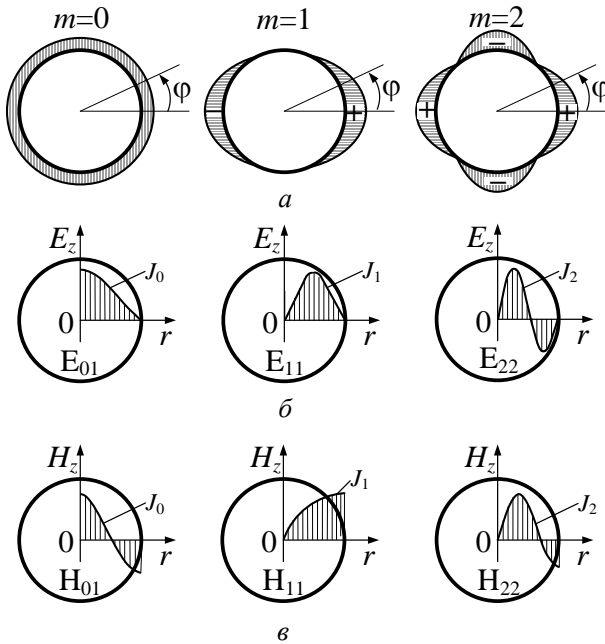 m=0 m=1 m=2
φ φ φ
− +
− + + −
а
E_z E_z E_z
J_0 J_1 J_2
0 r 0 r 0 r
E_01 E_11 E_22
б
H_z H_z H_z
J_0 J_1 J_2
0 r 0 r 0 r
H_01 H_11 H_22
в